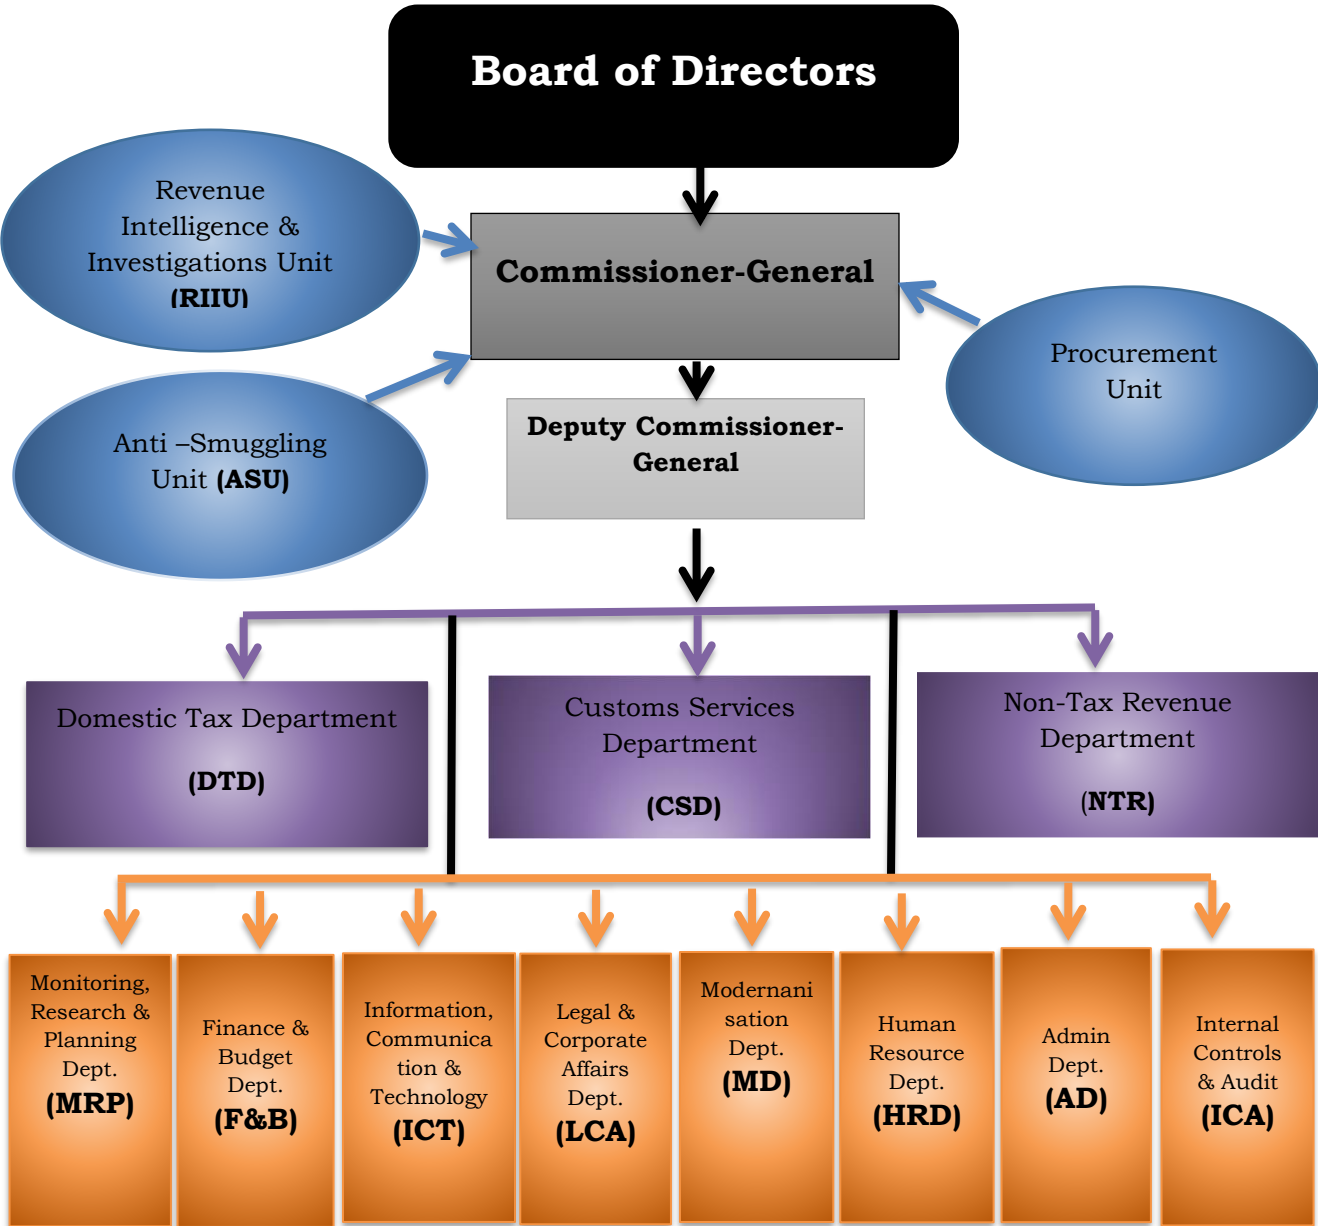 Board of Directors
Revenue
Intelligence &
Investigations Unit
(RIIU)
Commissioner-General
Procurement
Unit
Anti –Smuggling
Unit (ASU)
Deputy Commissioner-
General
Domestic Tax Department
(DTD)
Customs Services
Department
(CSD)
Non-Tax Revenue
Department
(NTR)
Monitoring,
Research &
Planning
Dept.
(MRP)
Finance &
Budget
Dept.
(F&B)
Information,
Communica
tion &
Technology
(ICT)
Legal &
Corporate
Affairs
Dept.
(LCA)
Modernani
sation
Dept.
(MD)
Human
Resource
Dept.
(HRD)
Admin
Dept.
(AD)
Internal
Controls
& Audit
(ICA)